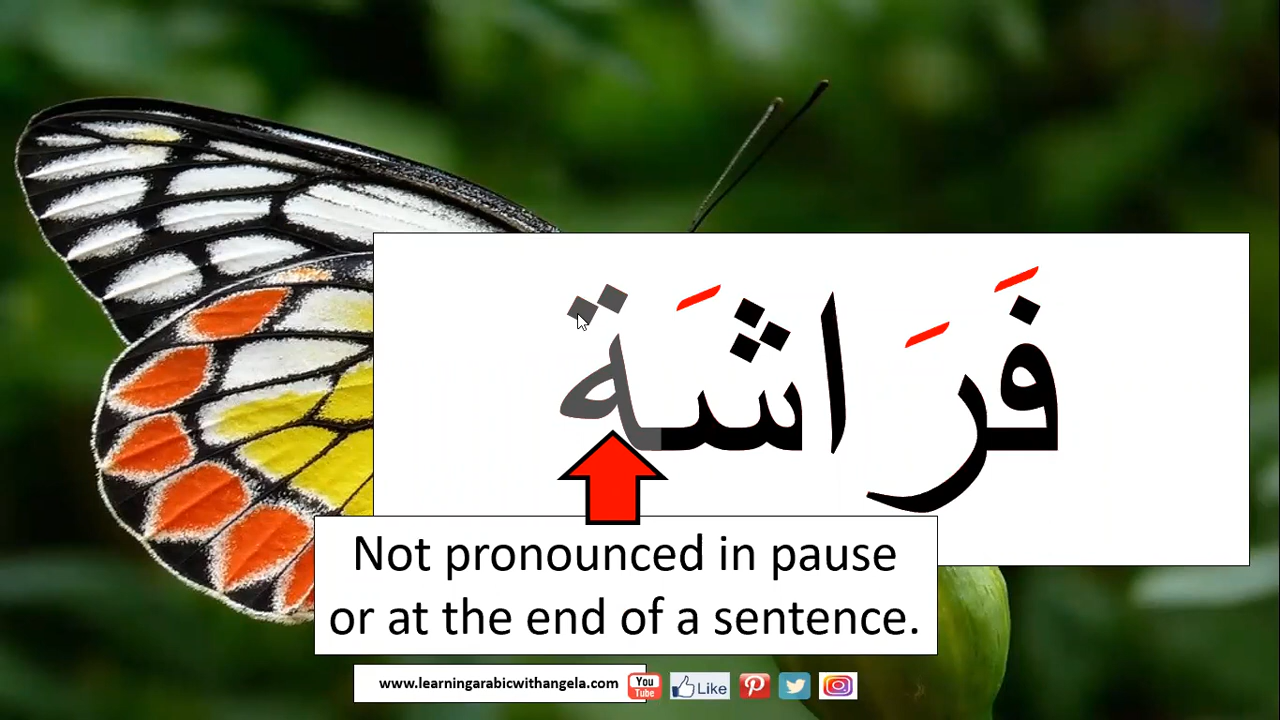 فَرَاشَة
Not pronounced in pause
or at the end of a sentence.
www.learningarabicwithangela.com You Tube Like